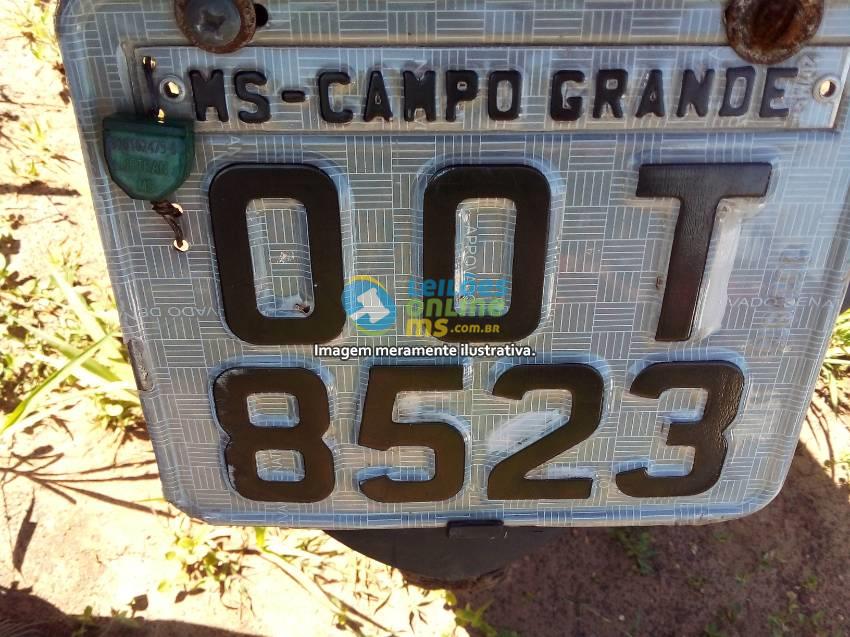 MS-CAMPO GRANDE
OOT
8523
LEILÕES
online
MS.com.br
Imagem meramente ilustrativa.